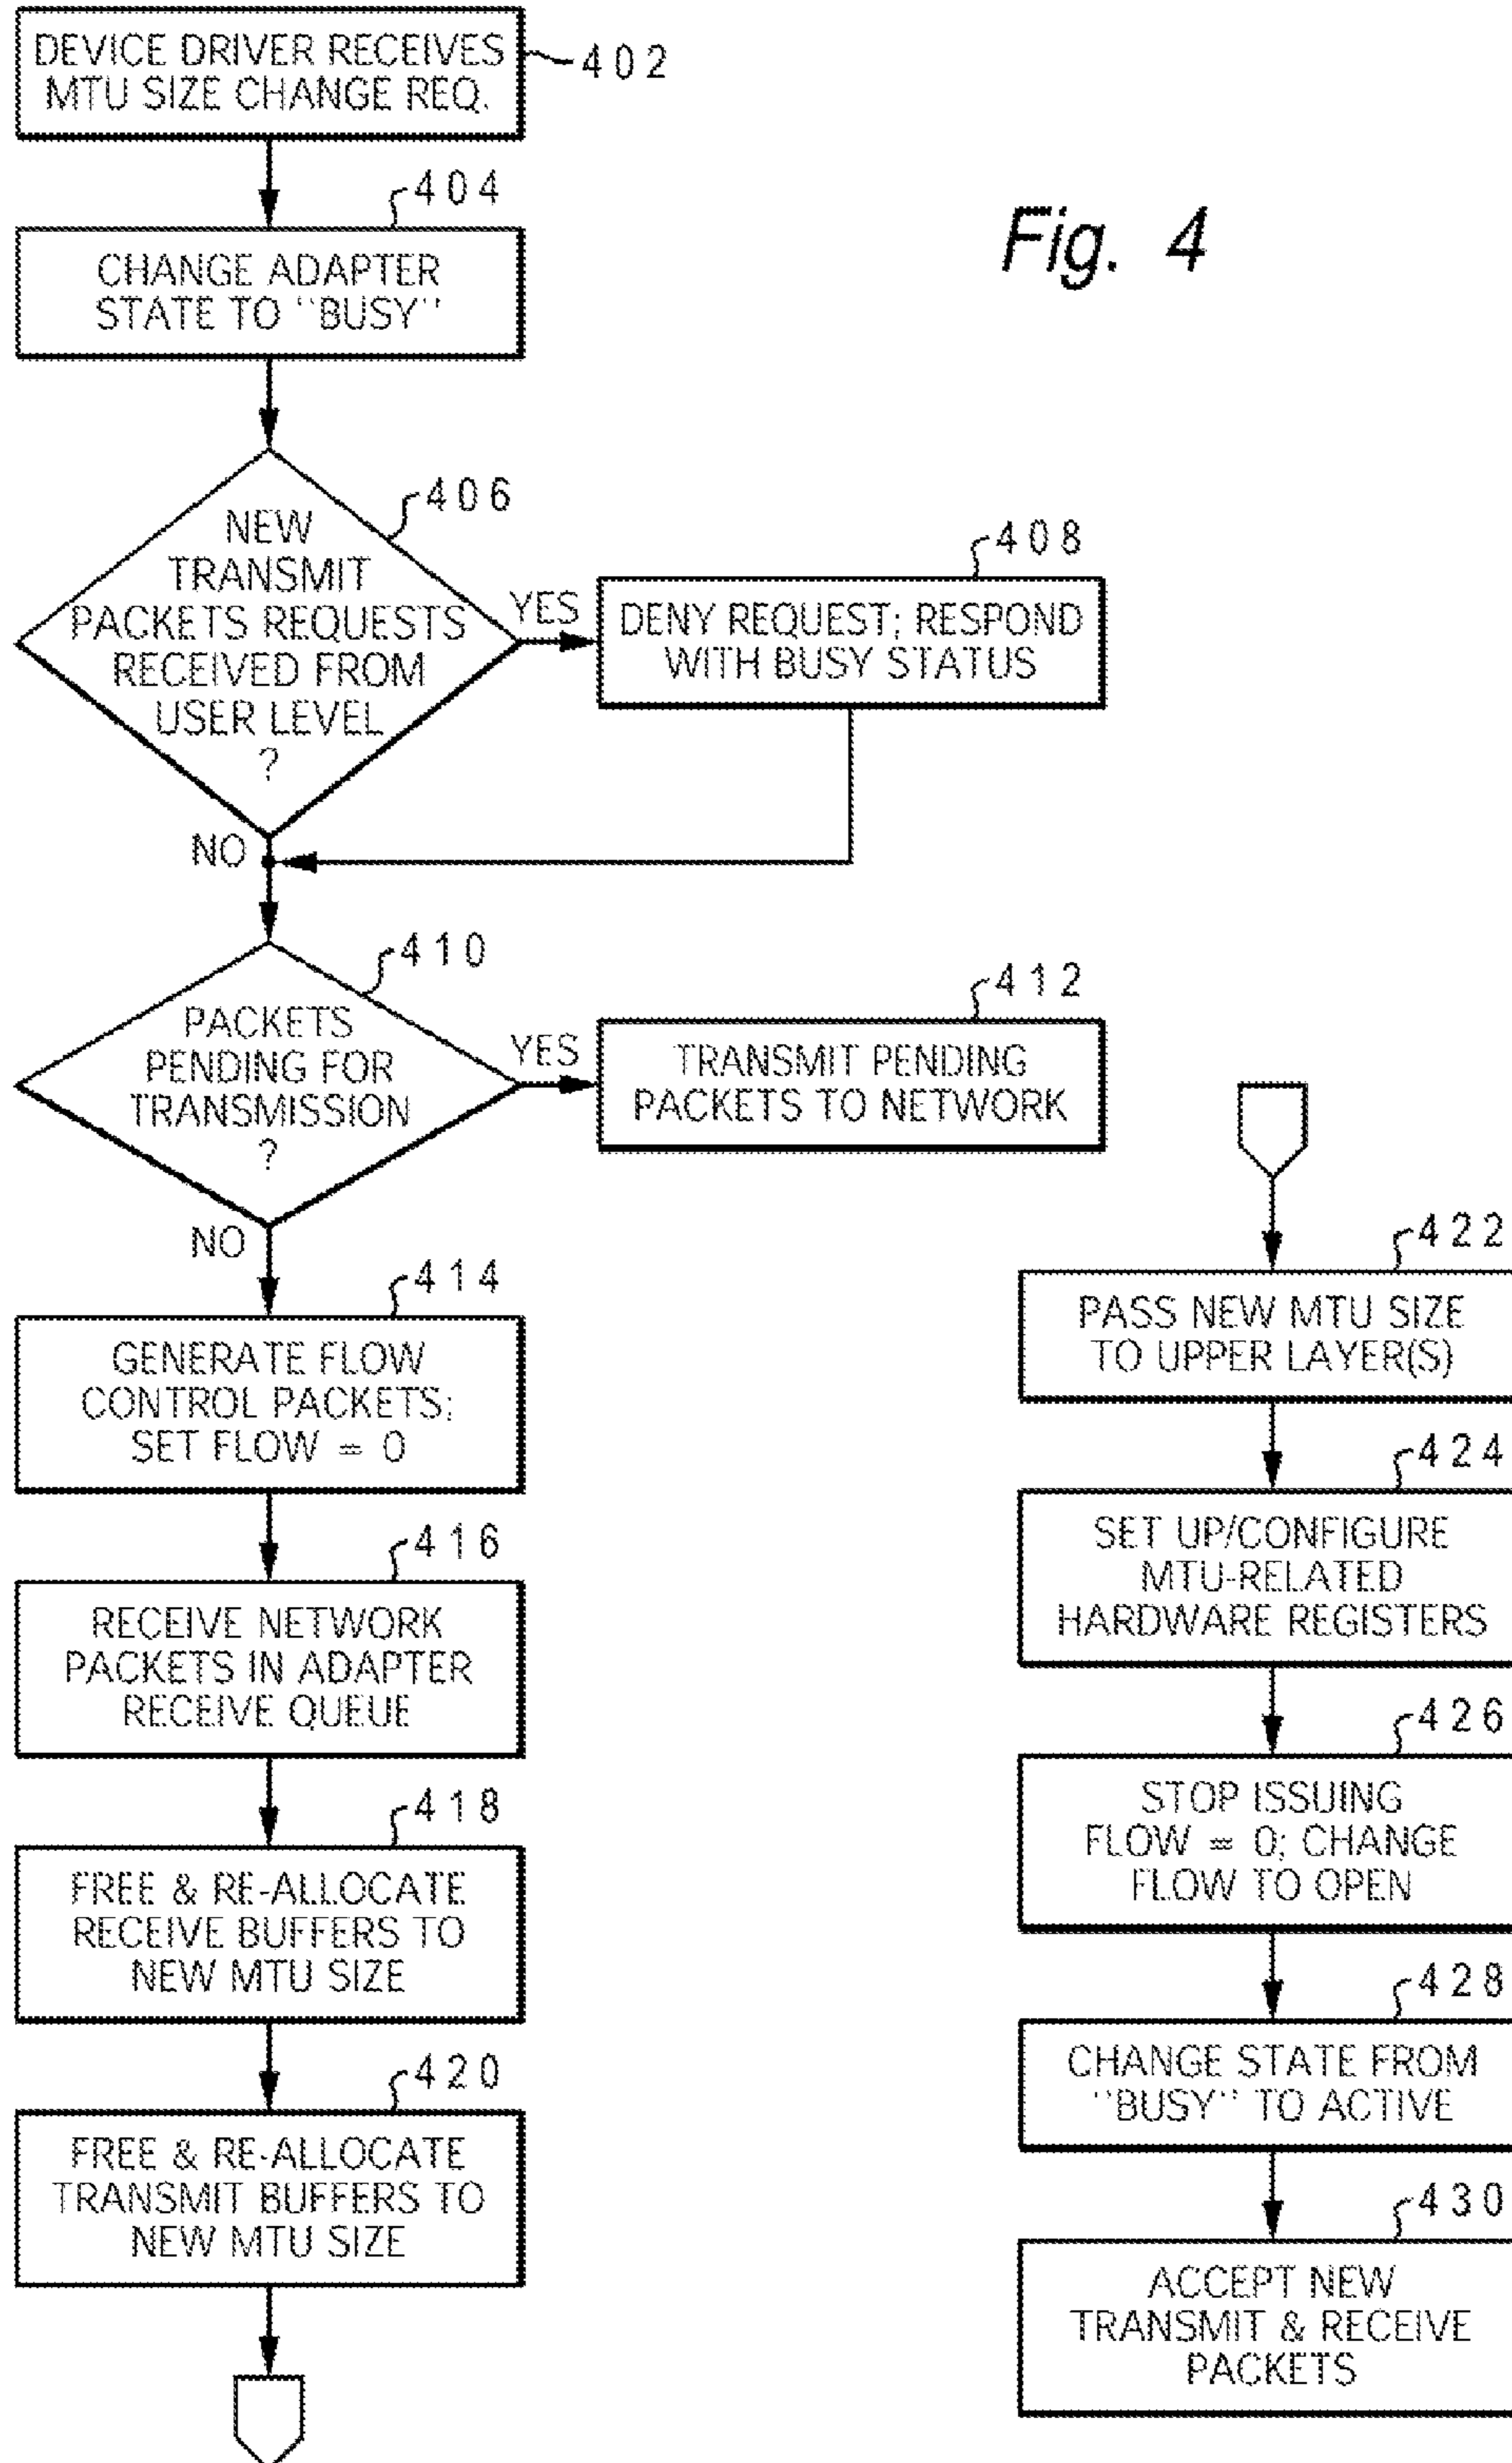 DEVICE DRIVER RECEIVES
MTU SIZE CHANGE REQ.
402
404
CHANGE ADAPTER
STATE TO "BUSY"
Fig. 4
406
NEW
TRANSMIT
PACKETS REQUESTS
RECEIVED FROM
USER LEVEL
?
YES
408
DENY REQUEST; RESPOND
WITH BUSY STATUS
NO
410
PACKETS
PENDING FOR
TRANSMISSION
?
YES
412
TRANSMIT PENDING
PACKETS TO NETWORK
NO
414
GENERATE FLOW
CONTROL PACKETS;
SET FLOW = 0
416
RECEIVE NETWORK
PACKETS IN ADAPTER
RECEIVE QUEUE
418
FREE & RE-ALLOCATE
RECEIVE BUFFERS TO
NEW MTU SIZE
420
FREE & RE-ALLOCATE
TRANSMIT BUFFERS TO
NEW MTU SIZE
422
PASS NEW MTU SIZE
TO UPPER LAYER(S)
424
SET UP/CONFIGURE
MTU-RELATED
HARDWARE REGISTERS
426
STOP ISSUING
FLOW = 0; CHANGE
FLOW TO OPEN
428
CHANGE STATE FROM
"BUSY" TO ACTIVE
430
ACCEPT NEW
TRANSMIT & RECEIVE
PACKETS